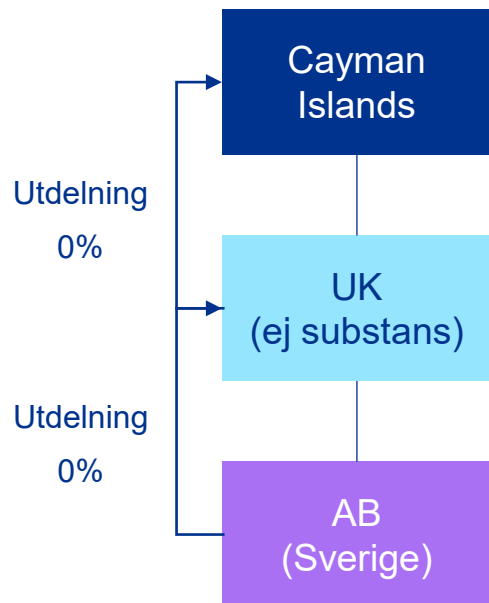 Cayman
Islands
Utdelning
0%
UK
(ej substans)
Utdelning
0%
AB
(Sverige)